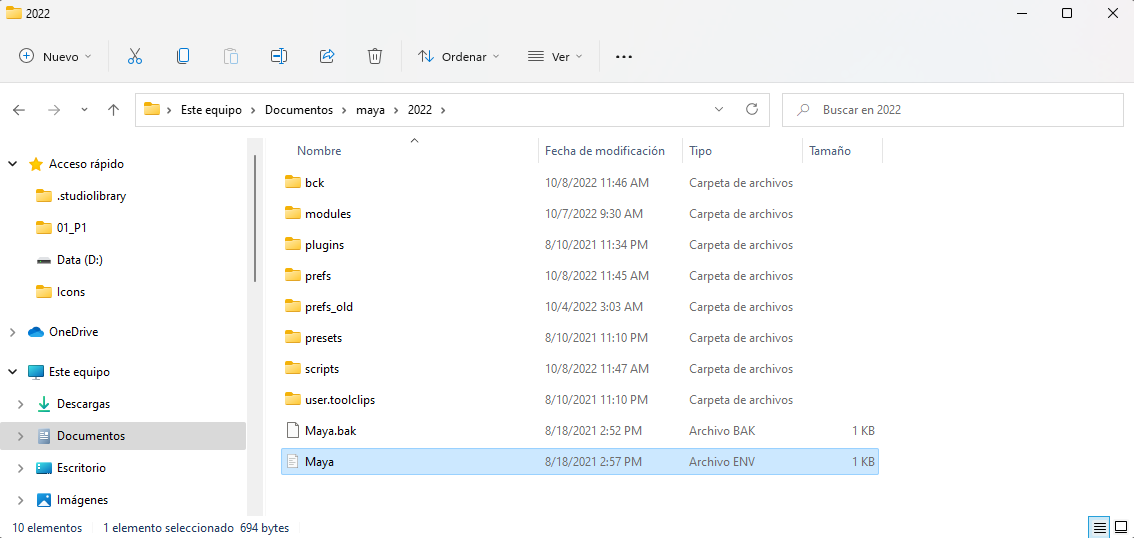 2022
Nuevo
Ordenar
Ver
Este equipo > Documentos > maya > 2022 >
Buscar en 2022
Acceso rápido
.studiolibrary
01_P1
Data (D:)
Icons
OneDrive
Este equipo
Descargas
Documentos
Escritorio
Imágenes
Nombre Fecha de modificación Tipo Tamaño
bck 10/8/2022 11:46 AM Carpeta de archivos
modules 10/7/2022 9:30 AM Carpeta de archivos
plugins 8/10/2021 11:34 PM Carpeta de archivos
prefs 10/8/2022 11:45 AM Carpeta de archivos
prefs_old 10/4/2022 3:03 AM Carpeta de archivos
presets 8/10/2021 11:10 PM Carpeta de archivos
scripts 10/8/2022 11:47 AM Carpeta de archivos
user.toolclips 8/10/2021 11:10 PM Carpeta de archivos
Maya.bak 8/18/2021 2:52 PM Archivo BAK 1 KB
Maya 8/18/2021 2:57 PM Archivo ENV 1 KB
10 elementos 1 elemento seleccionado 694 bytes